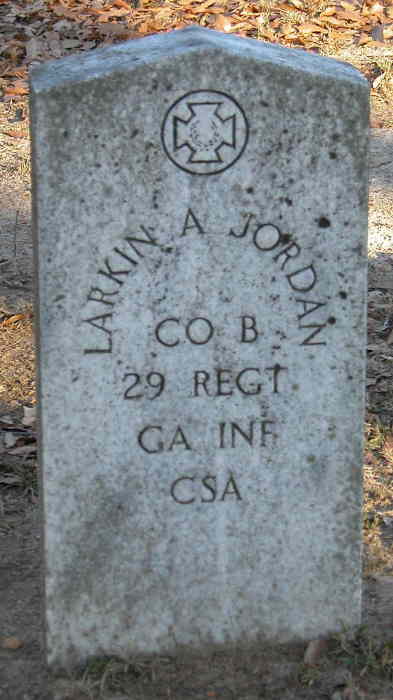 LARKIN A JORDAN
CO B
29 REGT
GA INF
CSA